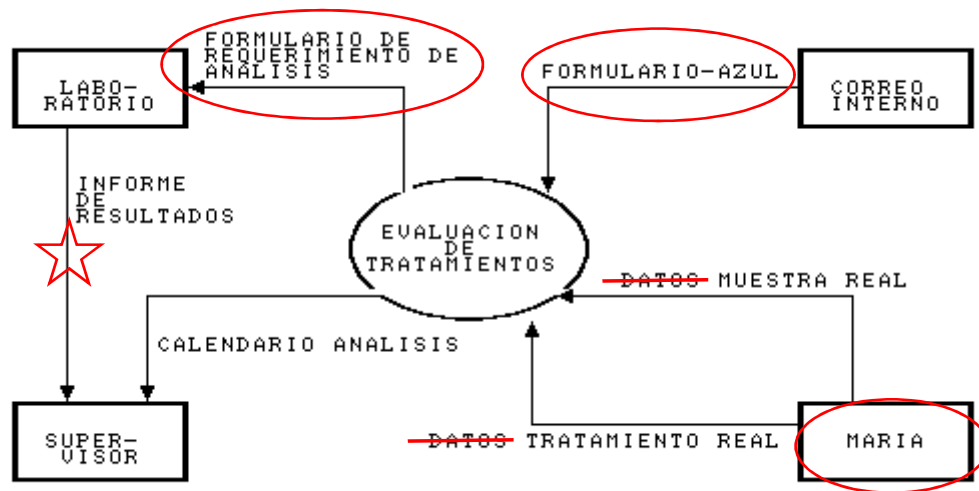 FORMULARIO DE
REQUERIMIENTO DE
ANALISIS
LABO-
RATORIO
FORMULARIO-AZUL
CORREO
INTERNO
INFORME
DE
RESULTADOS
EVALUACION
DE
TRATAMIENTOS
DATOS MUESTRA REAL
CALENDARIO ANALISIS
SUPER-
VISOR
DATOS TRATAMIENTO REAL
MARIA